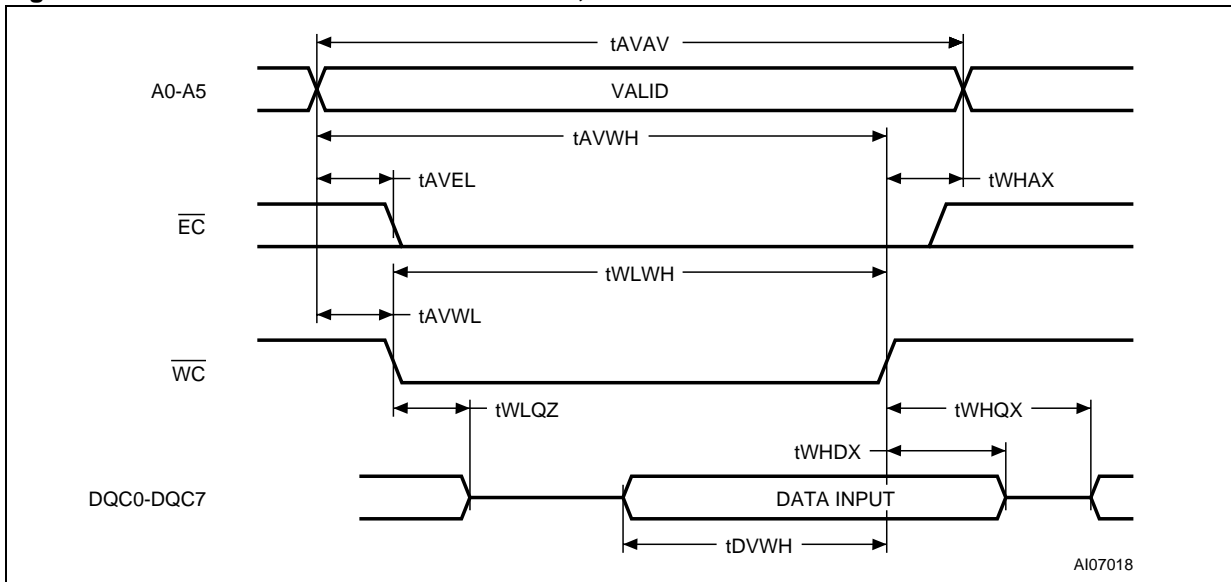 tAVAV
A0-A5
VALID
tAVWH
tAVEL
tWHAX
EC
tWLWH
tAVWL
WC
tWLQZ
tWHQX
tWHDX
DQC0-DQC7
DATA INPUT
tDVWH
AI07018